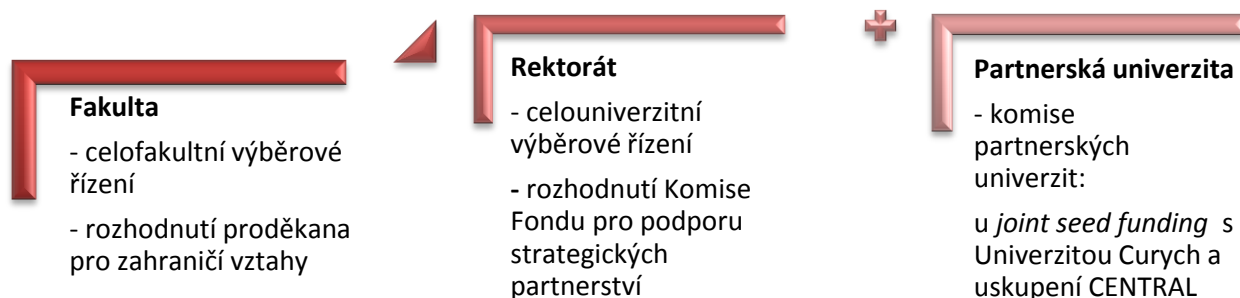 Fakulta
- celofakultní výběrové
řízení
- rozhodnutí proděkana
pro zahraničí vztahy
Rektorát
- celouniverzitní
výběrové řízení
- rozhodnutí Komise
Fondu pro podporu
strategických
partnerství
Partnerská univerzita
- komise
partnerských
univerzit:
u joint seed funding s
Univerzitou Curych a
uskupení CENTRAL